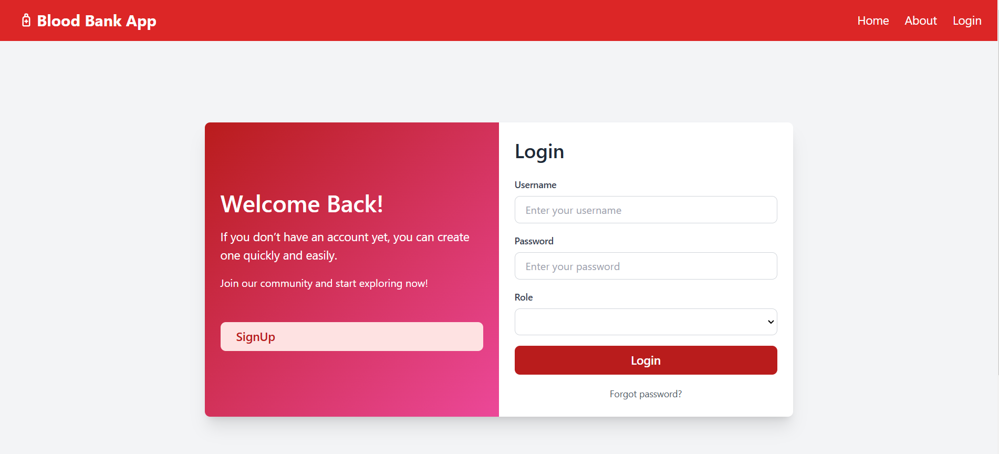 Blood Bank App
Home About Login
Welcome Back!
If you don’t have an account yet, you can create
one quickly and easily.
Join our community and start exploring now!
SignUp
Login
Username
Enter your username
Password
Enter your password
Role
Login
Forgot password?